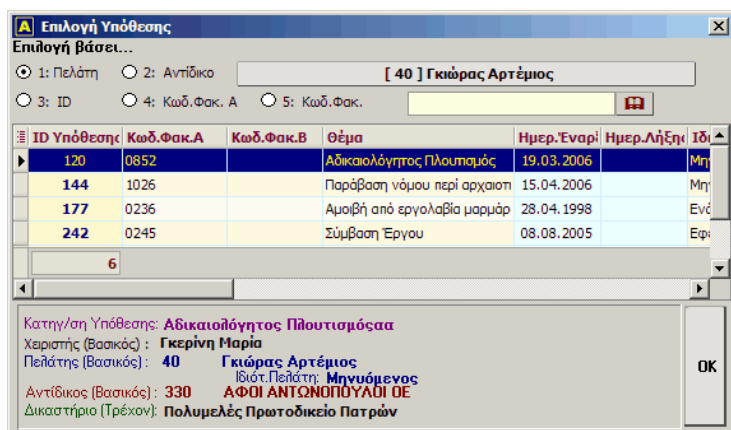 Επιλογή Υπόθεσης
Επιλογή βάσει...
1: Πελάτη 2: Αντίδικο [ 40 ] Γκιώρας Αρτέμιος
3: ID 4: Κωδ.Φακ. Α 5: Κωδ.Φακ.
ID Υπόθεσης Κωδ.Φακ.Α Κωδ.Φακ.Β Θέμα Ημερ.Έναρξ Ημερ.Λήξης Ιδι
120 0852 Αδικαιολόγητος Πλουτισμός 19.03.2006 Μην
144 1026 Παράβαση νόμου περί αρχαιοτ 15.04.2006 Μην
177 0236 Αμοιβή από εργολαβία μαρμάρ 28.04.1998 Ενά
242 0245 Σύμβαση Έργου 08.08.2005 Εφε
6
Κατηγ/ση Υπόθεσης: Αδικαιολόγητος Πλουτισμόςαα
Χειριστής (Βασικός) : Γκερίνη Μαρία
Πελάτης (Βασικός) : 40 Γκιώρας Αρτέμιος
Ιδιότ.Πελάτη: Μηνυόμενος
Αντίδικος (Βασικός) : 330 ΑΦΟΙ ΑΝΤΩΝΟΠΟΥΛΟΙ ΟΕ
Δικαστήριο (Τρέχον): Πολυμελές Πρωτοδικείο Πατρών
OK